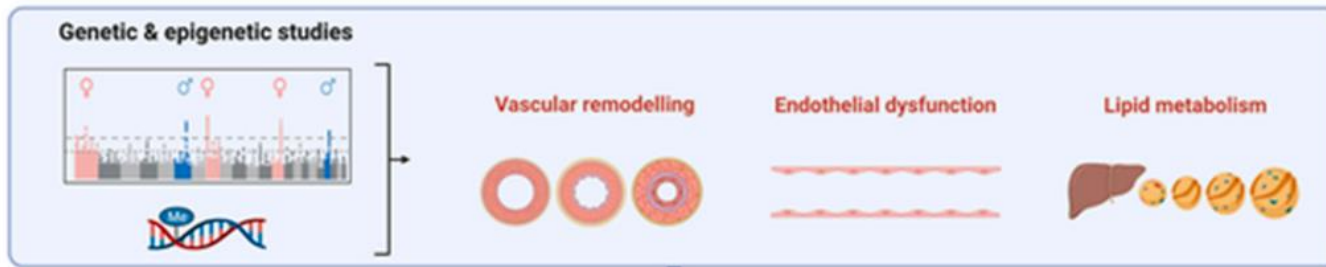 Genetic & epigenetic studies
♀ ♂ ♀ ♀ ♂
Vascular remodelling
Endothelial dysfunction
Lipid metabolism
Me